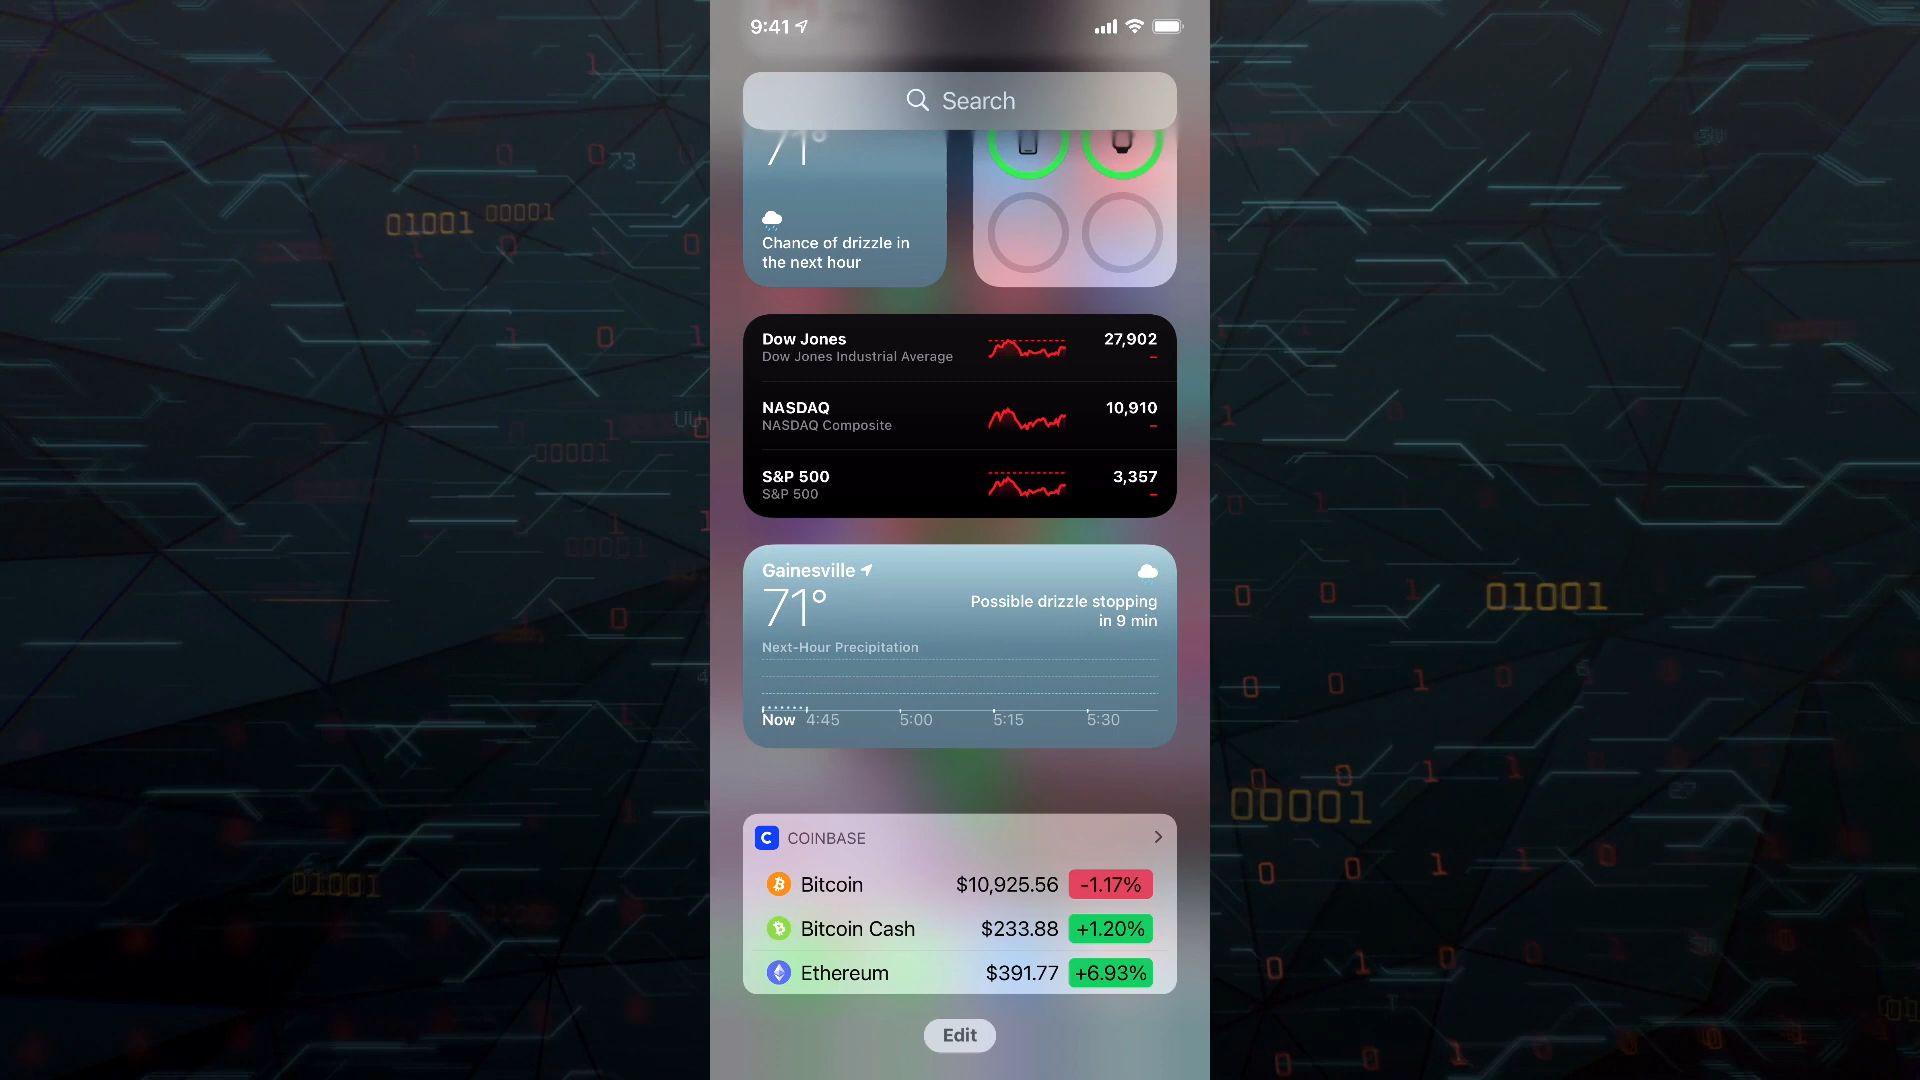 9:41
Search
71°
Chance of drizzle in
the next hour
Dow Jones
Dow Jones Industrial Average
27,902
–
NASDAQ
NASDAQ Composite
10,910
–
S&P 500
S&P 500
3,357
–
Gainesville
71°
Possible drizzle stopping
in 9 min
Next-Hour Precipitation
Now 4:45 5:00 5:15 5:30
C COINBASE
Bitcoin $10,925.56 -1.17%
Bitcoin Cash $233.88 +1.20%
Ethereum $391.77 +6.93%
Edit
01001 00001
00001
00001
01001
01001
00001